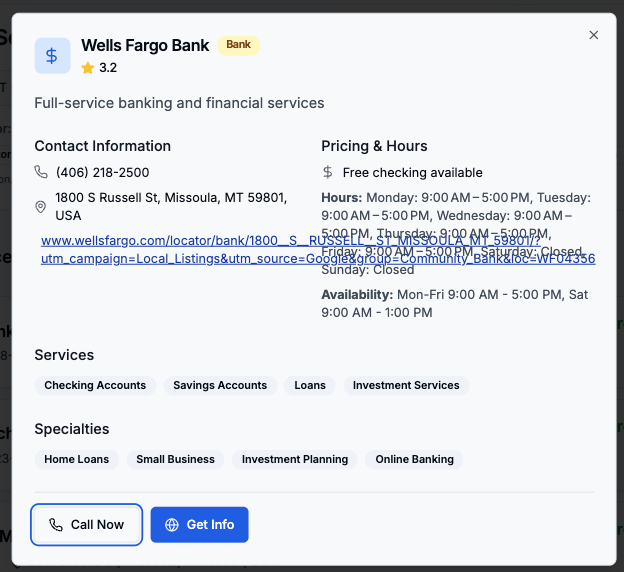 Wells Fargo Bank Bank
3.2
Full-service banking and financial services
Contact Information
(406) 218-2500
1800 S Russell St, Missoula, MT 59801,
USA
www.wellsfargo.com/locator/bank/1800__S__RUSSELL__ST_MISSOULA_MT_59801/?
utm_campaign=Local_Listings&utm_source=Google&group=Community_Bank&loc=WF04356
Pricing & Hours
Free checking available
Hours: Monday: 9:00 AM – 5:00 PM, Tuesday:
9:00 AM – 5:00 PM, Wednesday: 9:00 AM –
5:00 PM, Thursday: 9:00 AM – 5:00 PM,
Friday: 9:00 AM – 5:00 PM, Saturday: Closed,
Sunday: Closed
Availability: Mon-Fri 9:00 AM - 5:00 PM, Sat
9:00 AM - 1:00 PM
Services
Checking Accounts Savings Accounts Loans Investment Services
Specialties
Home Loans Small Business Investment Planning Online Banking
Call Now Get Info